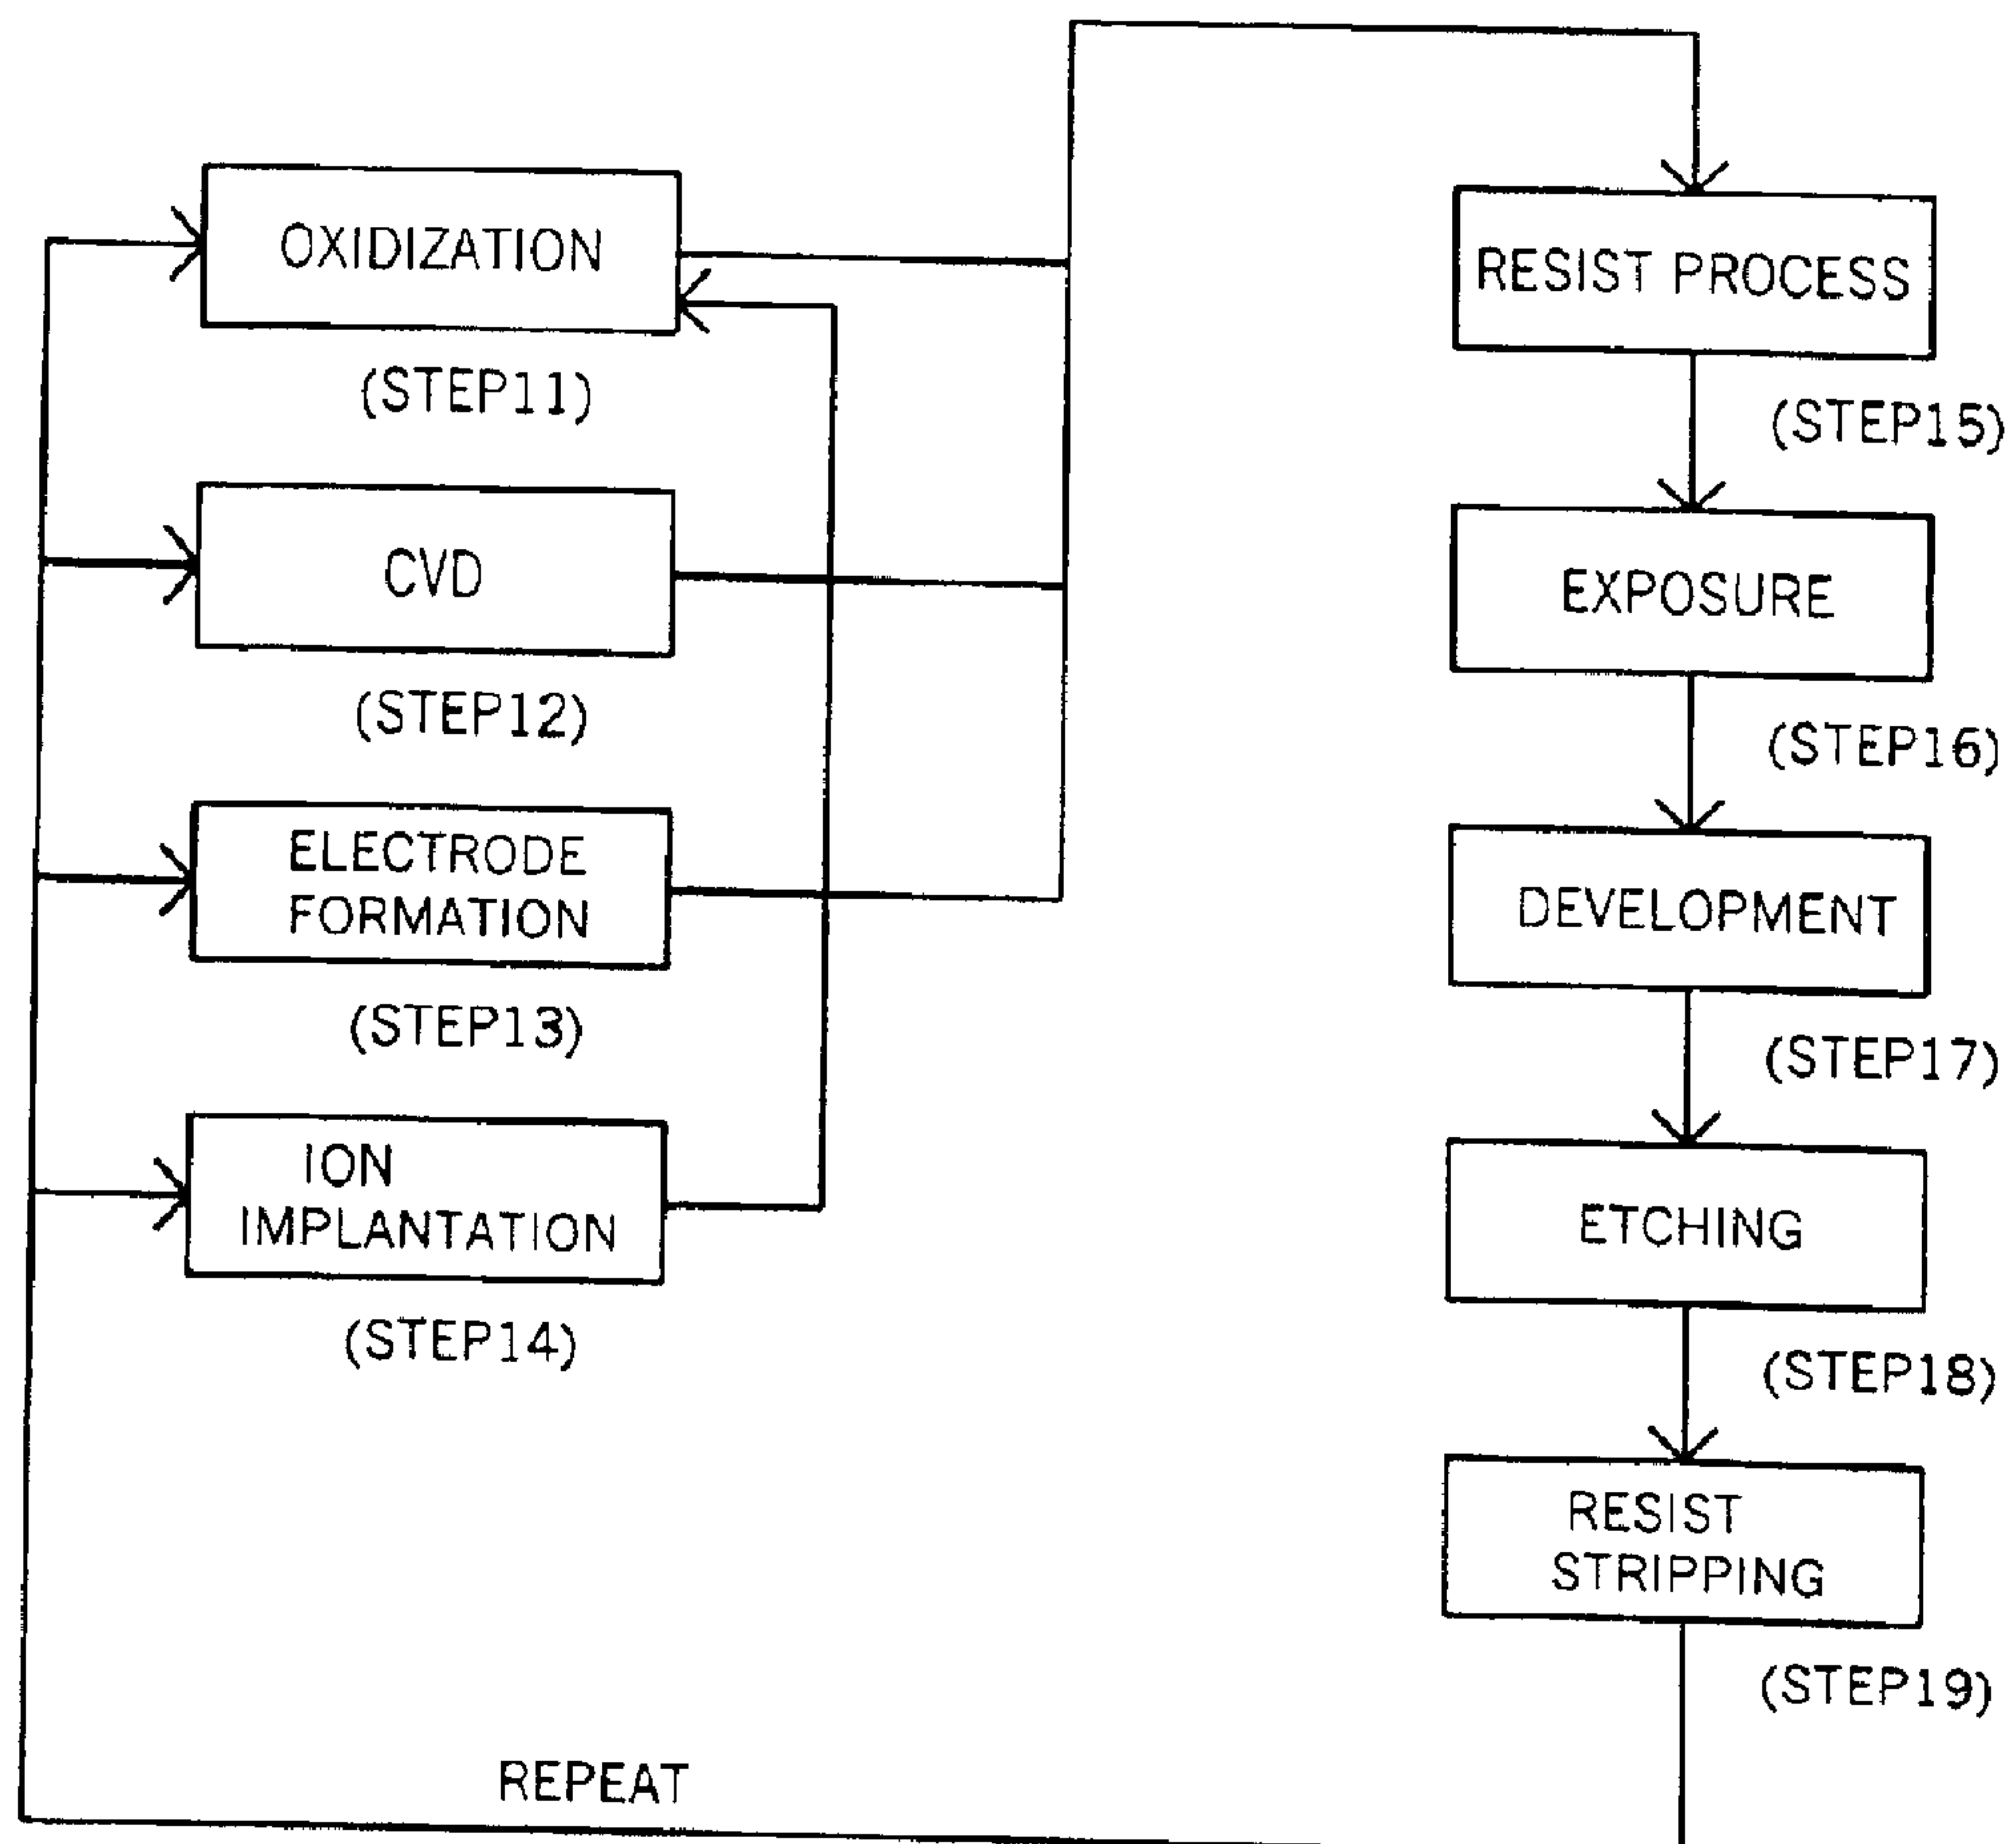 OXIDIZATION
(STEP11)
CVD
(STEP12)
ELECTRODE
FORMATION
(STEP13)
ION
IMPLANTATION
(STEP14)
REPEAT
RESIST PROCESS
(STEP15)
EXPOSURE
(STEP16)
DEVELOPMENT
(STEP17)
ETCHING
(STEP18)
RESIST
STRIPPING
(STEP19)